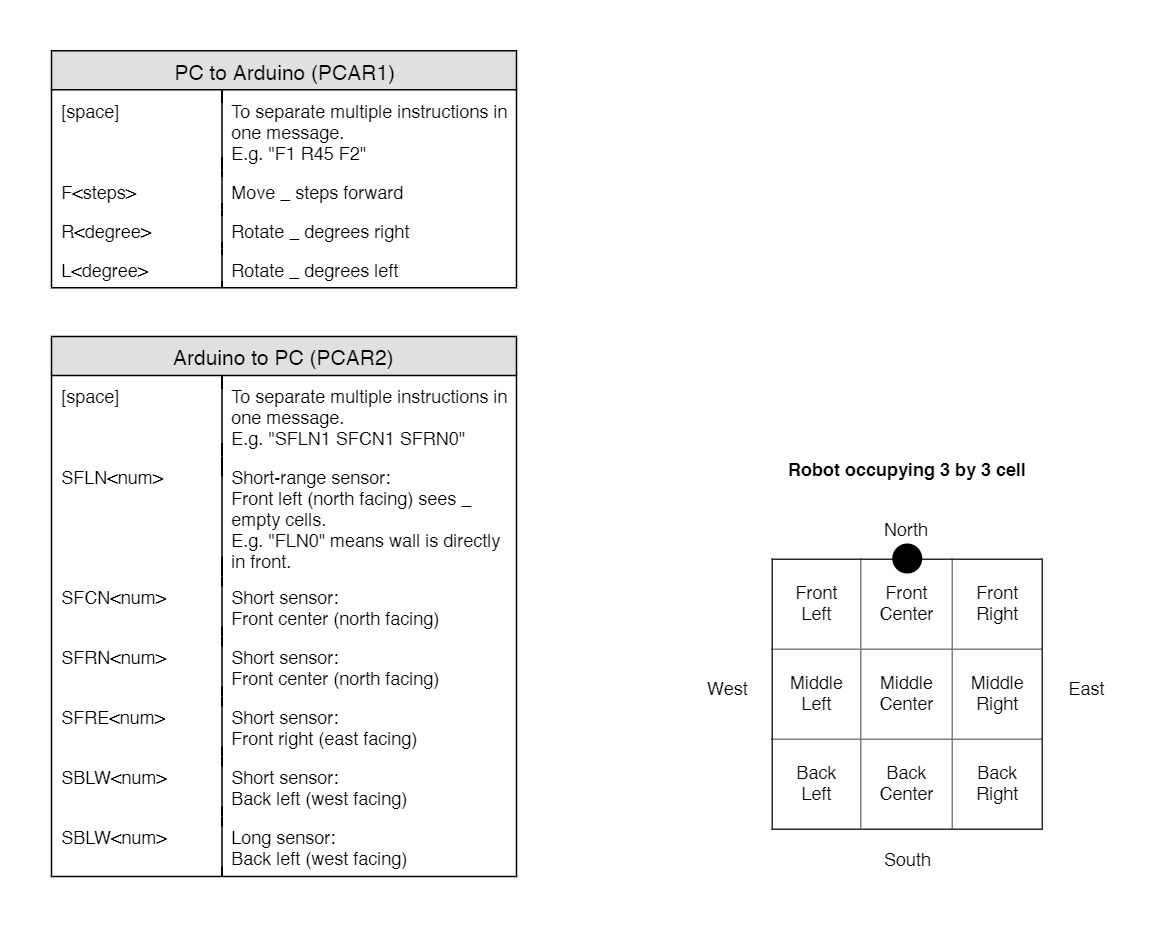 PC to Arduino (PCAR1)
[space]
To separate multiple instructions in
one message.
E.g. "F1 R45 F2"
F<steps>
Move _ steps forward
R<degree>
Rotate _ degrees right
L<degree>
Rotate _ degrees left
Arduino to PC (PCAR2)
[space]
To separate multiple instructions in
one message.
E.g. "SFLN1 SFCN1 SFRN0"
SFLN<num>
Short-range sensor:
Front left (north facing) sees _
empty cells.
E.g. "FLN0" means wall is directly
in front.
SFCN<num>
Short sensor:
Front center (north facing)
SFRN<num>
Short sensor:
Front center (north facing)
SFRE<num>
Short sensor:
Front right (east facing)
SBLW<num>
Short sensor:
Back left (west facing)
SBLW<num>
Long sensor:
Back left (west facing)
Robot occupying 3 by 3 cell
North
Front
Left
Front
Center
Front
Right
West
Middle
Left
Middle
Center
Middle
Right
East
Back
Left
Back
Center
Back
Right
South